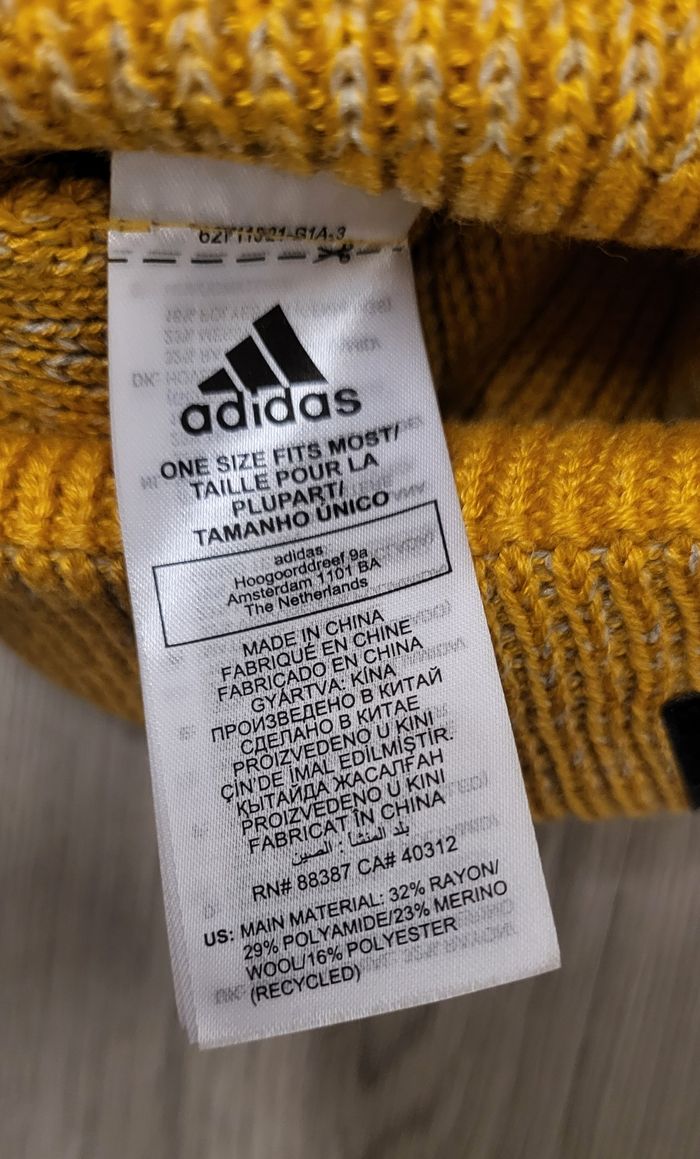 adidas
ONE SIZE FITS MOST/
TAILLE POUR LA
PLUPART/
TAMANHO ÚNICO
adidas
Hoogoorddreef 9a
Amsterdam 1101 BA
The Netherlands
MADE IN CHINA
FABRIQUÉ EN CHINE
FABRICADO EN CHINA
GYÁRTVA: KÍNA
ПРОИЗВЕДЕНО В КИТАЙ
СДЕЛАНО В КИТАЕ
PROIZVEDENO U KINI
ÇİN'DE İMAL EDİLMİŞTİR.
ҚЫТАЙДА ЖАСАЛҒАН
PROIZVEDENO U KINI
FABRICAT ÎN CHINA
بلد المنشأ : الصين
RN# 88387 CA# 40312
US: MAIN MATERIAL: 32% RAYON/
29% POLYAMIDE/23% MERINO
WOOL/16% POLYESTER
(RECYCLED)